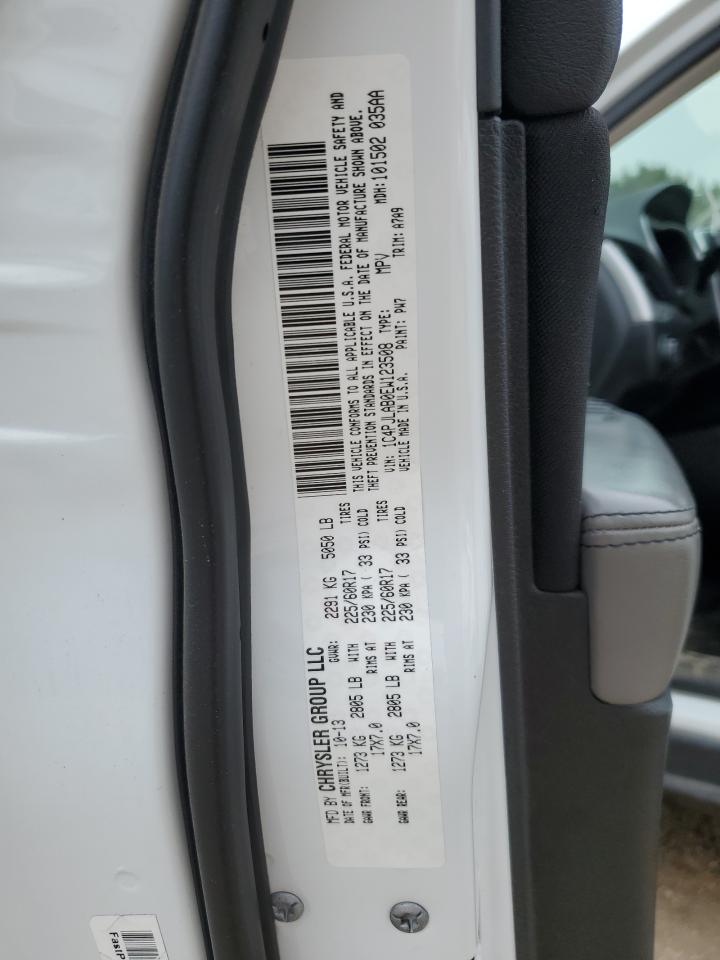 MFD BY CHRYSLER GROUP LLC
DATE OF MFR(BUILT): 10-13 GVWR: 2291 KG 5050 LB
GAWR FRONT: 1273 KG 2805 LB WITH 225/60R17 TIRES
17X7.0 RIMS AT 230 KPA ( 33 PSI) COLD
GAWR REAR: 1273 KG 2805 LB WITH 225/60R17 TIRES
17X7.0 RIMS AT 230 KPA ( 33 PSI) COLD
THIS VEHICLE CONFORMS TO ALL APPLICABLE U.S.A. FEDERAL MOTOR VEHICLE SAFETY AND
THEFT PREVENTION STANDARDS IN EFFECT ON THE DATE OF MANUFACTURE SHOWN ABOVE.
VIN: 1C4PJLAB0EW123508 TYPE: MPV MDH: 101502 035AA
VEHICLE MADE IN U.S.A. PAINT: PW7 TRIM: A7A9
FastP